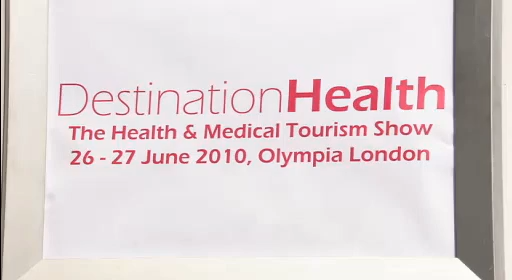 DestinationHealth
The Health & Medical Tourism Show
26 - 27 June 2010, Olympia London